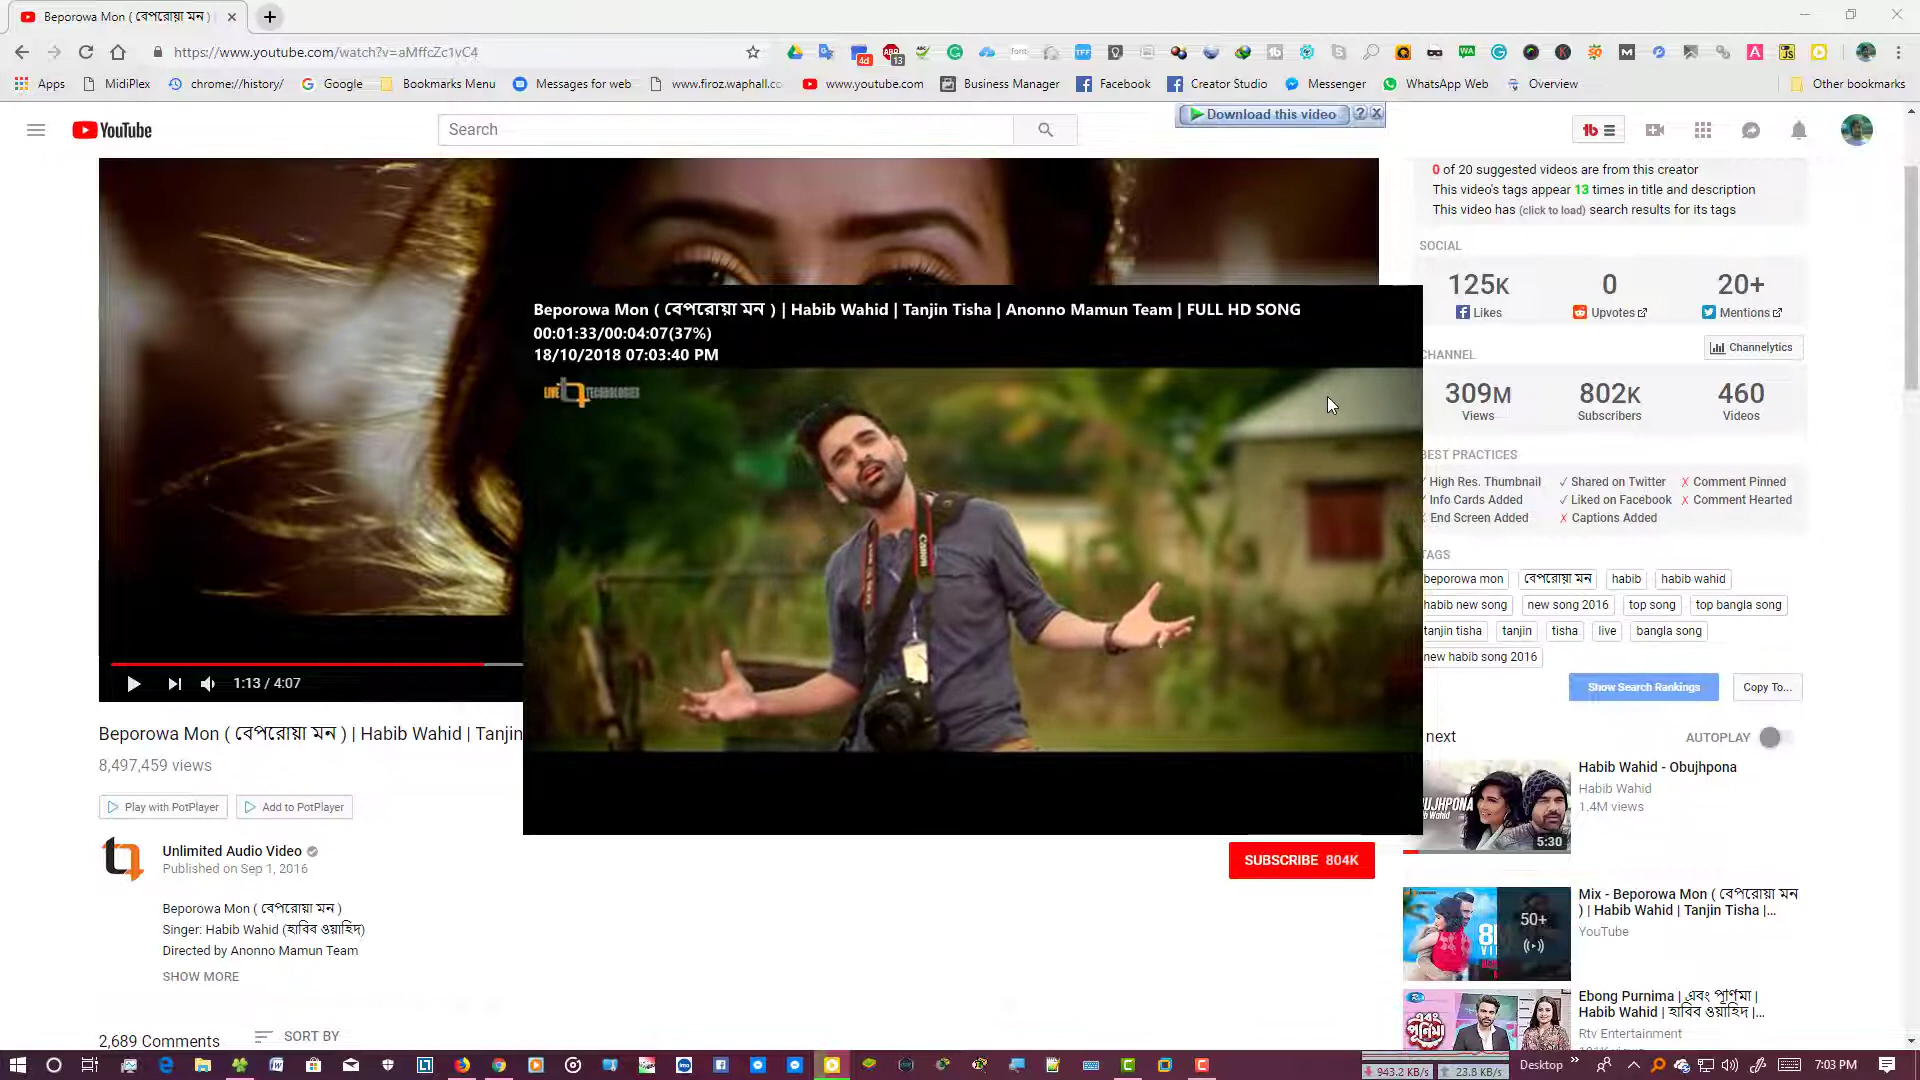 Beporowa Mon ( বেপরোয়া মন )
https://www.youtube.com/watch?v=aMffcZc1vC4
Apps MidiPlex chrome://history/ Google Bookmarks Menu Messages for web www.firoz.waphall.cc www.youtube.com Business Manager Facebook Creator Studio Messenger WhatsApp Web Overview Other bookmarks
Download this video
YouTube
Search
0 of 20 suggested videos are from this creator
This video's tags appear 13 times in title and description
This video has (click to load) search results for its tags
SOCIAL
125K 0 20+
Likes Upvotes Mentions
CHANNEL Channelytics
309M 802K 460
Views Subscribers Videos
BEST PRACTICES
High Res. Thumbnail ✓ Shared on Twitter X Comment Pinned
Info Cards Added ✓ Liked on Facebook X Comment Hearted
End Screen Added X Captions Added
TAGS
beporowa mon বেপরোয়া মন habib habib wahid
habib new song new song 2016 top song top bangla song
tanjin tisha tanjin tisha live bangla song
new habib song 2016
Show Search Rankings Copy To...
Beporowa Mon ( বেপরোয়া মন ) | Habib Wahid | Tanjin Tisha | Anonno Mamun Team | FULL HD SONG
00:01:33/00:04:07(37%)
18/10/2018 07:03:40 PM
LIVE TECHNOLOGIES
CANON
1:13 / 4:07
Beporowa Mon ( বেপরোয়া মন ) | Habib Wahid | Tanjin
8,497,459 views
Play with PotPlayer Add to PotPlayer
Unlimited Audio Video
Published on Sep 1, 2016
SUBSCRIBE 804K
Beporowa Mon ( বেপরোয়া মন )
Singer: Habib Wahid (হাবিব ওয়াহিদ)
Directed by Anonno Mamun Team
SHOW MORE
2,689 Comments SORT BY
next AUTOPLAY
Habib Wahid - Obujhpona
Habib Wahid
1.4M views
5:30
Mix - Beporowa Mon ( বেপরোয়া মন
) | Habib Wahid | Tanjin Tisha |...
YouTube
50+
Ebong Purnima | এবং পূর্ণিমা |
Habib Wahid | হাবিব ওয়াহিদ |...
Rtv Entertainment
এবং পূর্ণিমা
943.2 KB/s 23.8 KB/s Desktop 7:03 PM